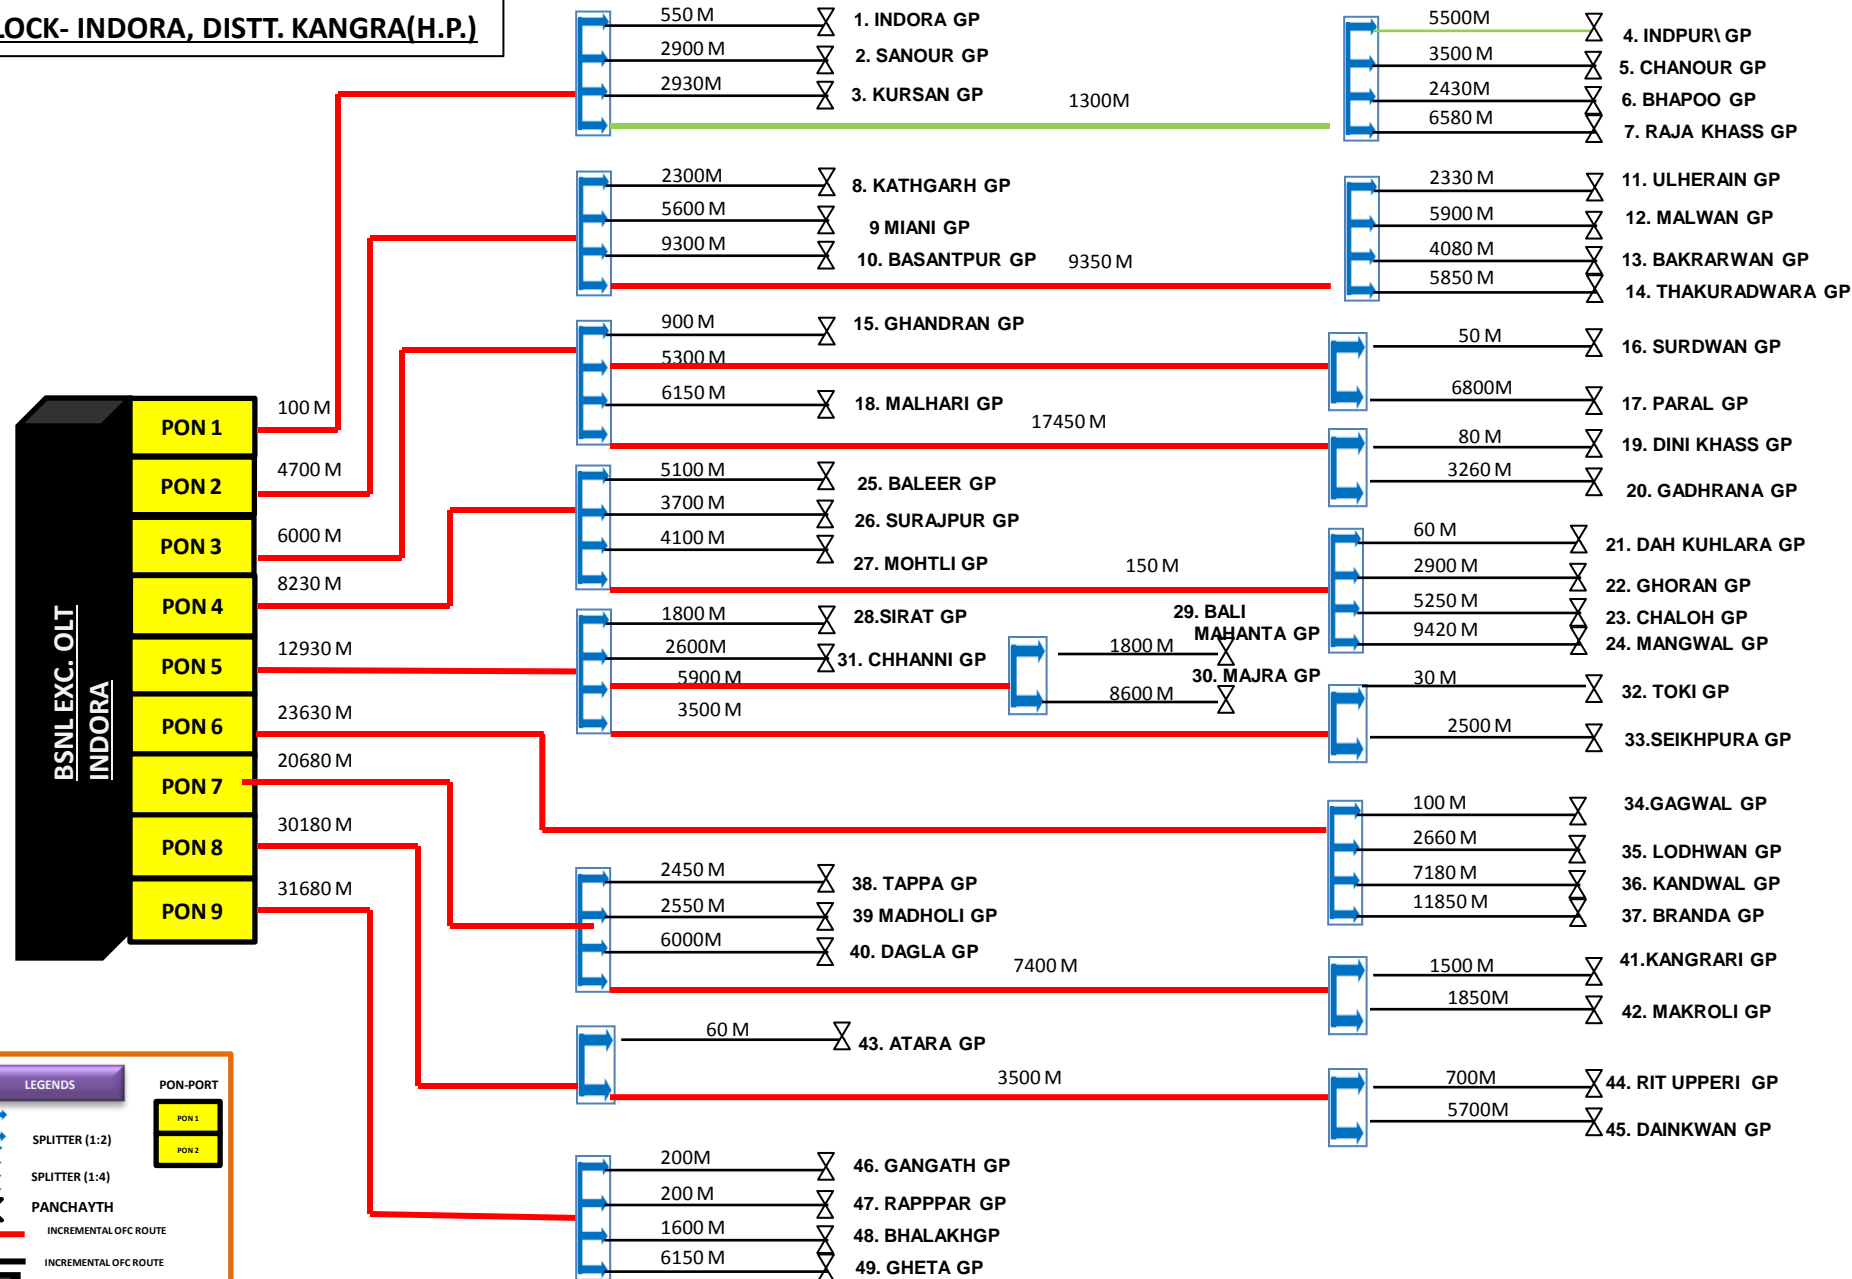 LOCK- INDORA, DISTT. KANGRA(H.P.)
550 M
1. INDORA GP
2900 M
2. SANOUR GP
2930M
3. KURSAN GP
1300M
5500M
4. INDPUR\ GP
3500 M
5. CHANOUR GP
2430M
6. BHAPOO GP
6580 M
7. RAJA KHASS GP
2300M
8. KATHGARH GP
5600 M
9 MIANI GP
9300 M
10. BASANTPUR GP
9350 M
2330 M
11. ULHERAIN GP
5900 M
12. MALWAN GP
4080 M
13. BAKRARWAN GP
5850 M
14. THAKURADWARA GP
900 M
15. GHANDRAN GP
5300 M
50 M
16. SURDWAN GP
6800M
17. PARAL GP
6150 M
18. MALHARI GP
17450 M
80 M
19. DINI KHASS GP
3260 M
20. GADHRANA GP
5100 M
25. BALEER GP
3700 M
26. SURAJPUR GP
4100 M
27. MOHTLI GP
150 M
60 M
21. DAH KUHLARA GP
2900 M
22. GHORAN GP
5250 M
23. CHALOH GP
9420 M
24. MANGWAL GP
1800 M
28.SIRAT GP
2600M
31. CHHANNI GP
5900 M
29. BALI
MAHANTA GP
1800 M
30. MAJRA GP
8600 M
3500 M
30 M
32. TOKI GP
2500 M
33.SEIKHPURA GP
100 M
34.GAGWAL GP
2660 M
35. LODHWAN GP
7180 M
36. KANDWAL GP
11850 M
37. BRANDA GP
2450 M
38. TAPPA GP
2550 M
39 MADHOLI GP
6000M
40. DAGLA GP
7400 M
1500 M
41.KANGRARI GP
1850M
42. MAKROLI GP
60 M
43. ATARA GP
3500 M
700M
44. RIT UPPERI GP
5700M
45. DAINKWAN GP
200M
46. GANGATH GP
200 M
47. RAPPPAR GP
1600 M
48. BHALAKHGP
6150 M
49. GHETA GP
BSNL EXC. OLT
INDORA
PON 1
100 M
PON 2
4700 M
PON 3
6000 M
PON 4
8230 M
PON 5
12930 M
PON 6
23630 M
PON 7
20680 M
PON 8
30180 M
PON 9
31680 M
LEGENDS
PON-PORT
PON 1
PON 2
SPLITTER (1:2)
SPLITTER (1:4)
PANCHAYTH
INCREMENTAL OFC ROUTE
INCREMENTAL OFC ROUTE